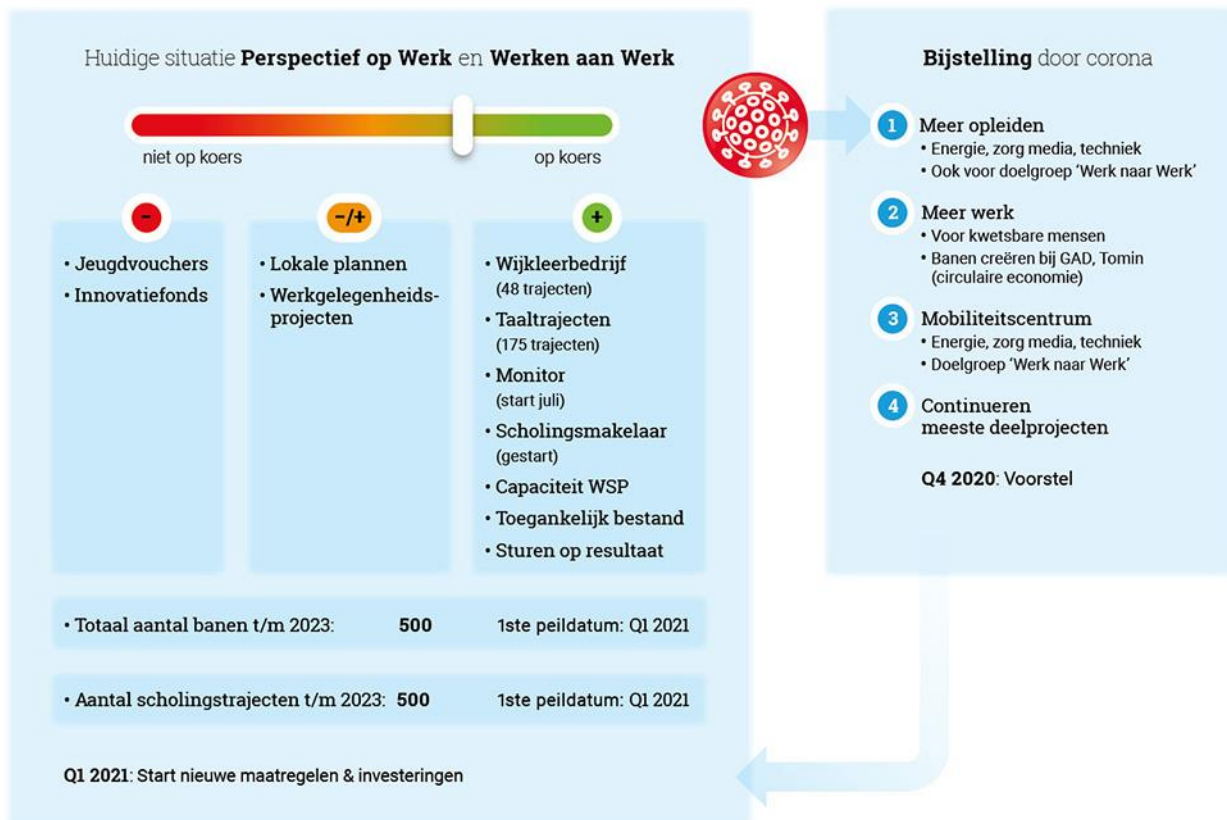 Huidige situatie Perspectief op Werk en Werken aan Werk
niet op koers
op koers
-
• Jeugdvouchers
• Innovatiefonds
-/+
• Lokale plannen
• Werkgelegenheids-
projecten
+
• Wijkleerbedrijf
(48 trajecten)
• Taaltrajecten
(175 trajecten)
• Monitor
(start juli)
• Scholingsmakelaar
(gestart)
• Capaciteit WSP
• Toegankelijk bestand
• Sturen op resultaat
• Totaal aantal banen t/m 2023: 500 1ste peildatum: Q1 2021
• Aantal scholingstrajecten t/m 2023: 500 1ste peildatum: Q1 2021
Q1 2021: Start nieuwe maatregelen & investeringen
Bijstelling door corona
1 Meer opleiden
• Energie, zorg media, techniek
• Ook voor doelgroep ‘Werk naar Werk’
2 Meer werk
• Voor kwetsbare mensen
• Banen creëren bij GAD, Tomin
(circulaire economie)
3 Mobiliteitscentrum
• Energie, zorg media, techniek
• Doelgroep ‘Werk naar Werk’
4 Continueren
meeste deelprojecten
Q4 2020: Voorstel